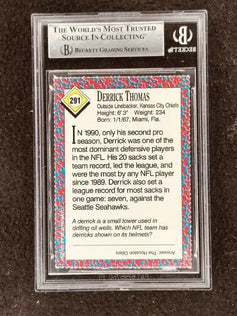 THE WORLD'S MOST TRUSTED
SOURCE IN COLLECTING™
BECKETT GRADING SERVICES™
BECKETT
291
DERRICK THOMAS
Outside Linebacker, Kansas City Chiefs
Height: 6' 3" Weight: 234
Born: 1/1/67, Miami, Fla.
IN 1990, only his second pro
season, Derrick was one of the
most dominant defensive players
in the NFL. His 20 sacks set a
team record, led the league, and
were the most by any NFL player
since 1989. Derrick also set a
league record for most sacks in
one game: seven, against the
Seattle Seahawks.
A derrick is a small tower used in
drilling oil wells. Which NFL team has
derricks shown on its helmets?
Answer: The Houston Oilers